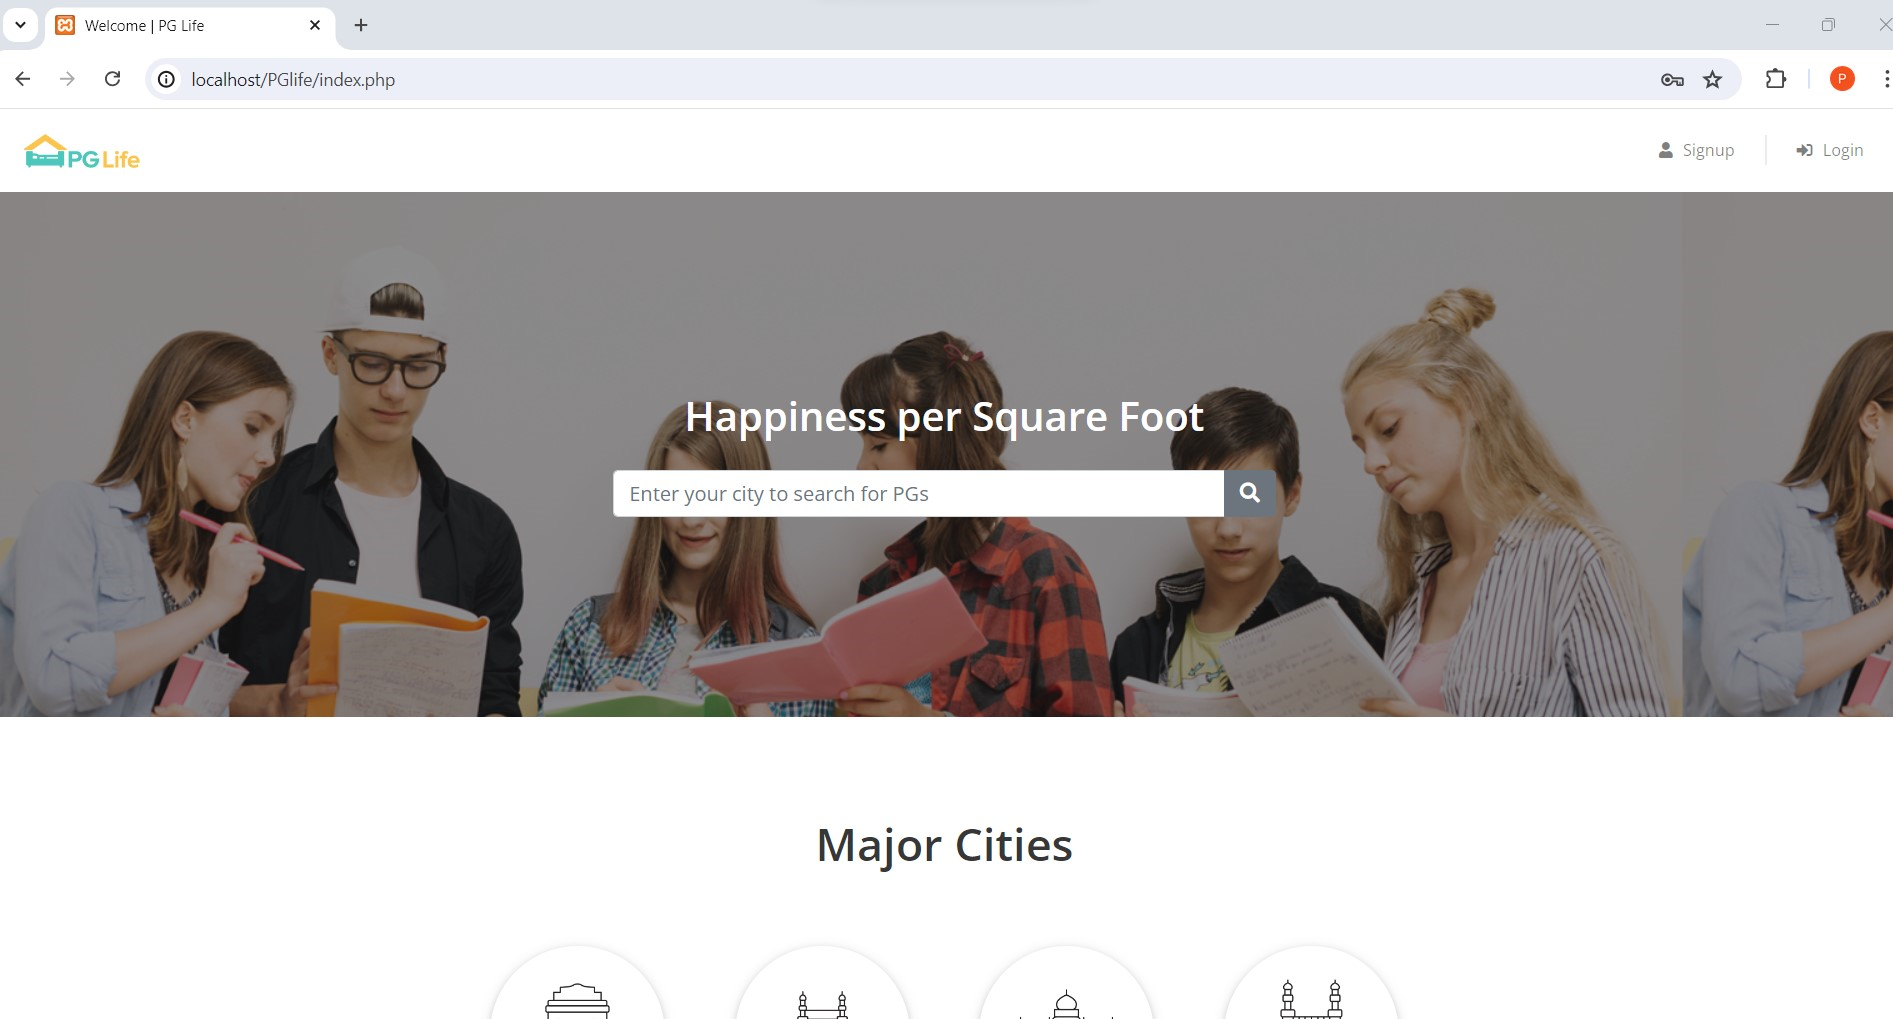 Welcome | PG Life
localhost/PGlife/index.php
P
PG Life
Signup
Login
Happiness per Square Foot
Enter your city to search for PGs
Major Cities